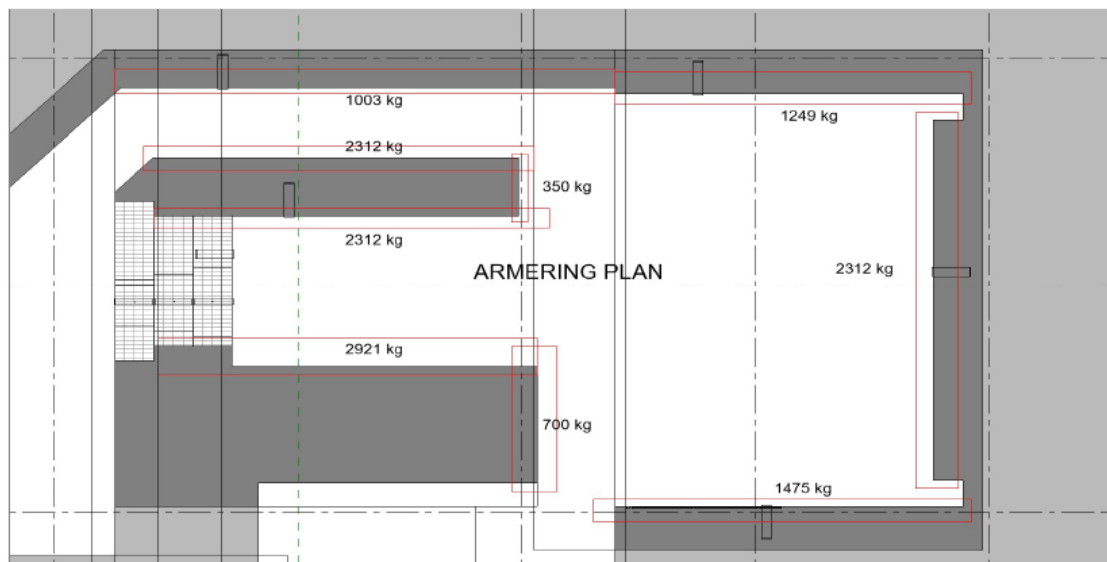 1003 kg
1249 kg
2312 kg
350 kg
2312 kg
ARMERING PLAN
2312 kg
2921 kg
700 kg
1475 kg